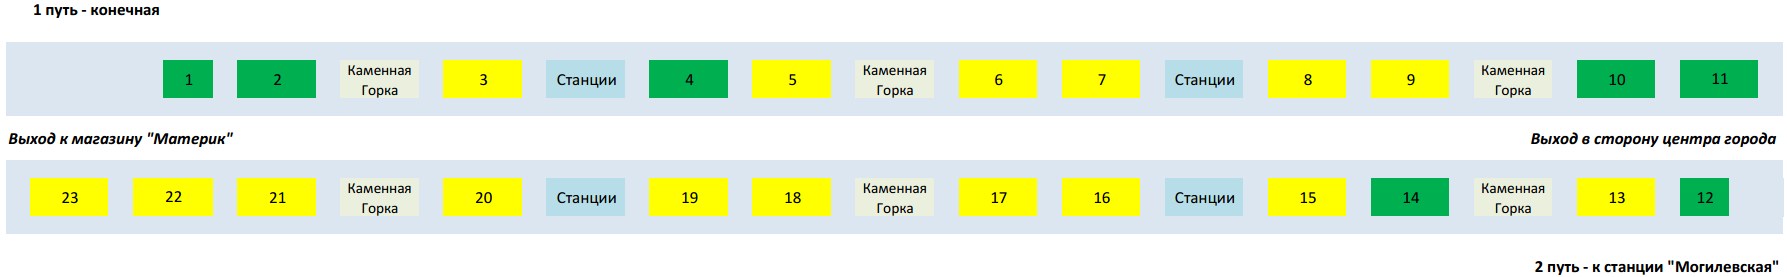 1 путь - конечная
1 2 Каменная Горка 3 Станции 4 5 Каменная Горка 6 7 Станции 8 9 Каменная Горка 10 11
Выход к магазину "Материк" Выход в сторону центра города
23 22 21 Каменная Горка 20 Станции 19 18 Каменная Горка 17 16 Станции 15 14 Каменная Горка 13 12
2 путь - к станции "Могилевская"